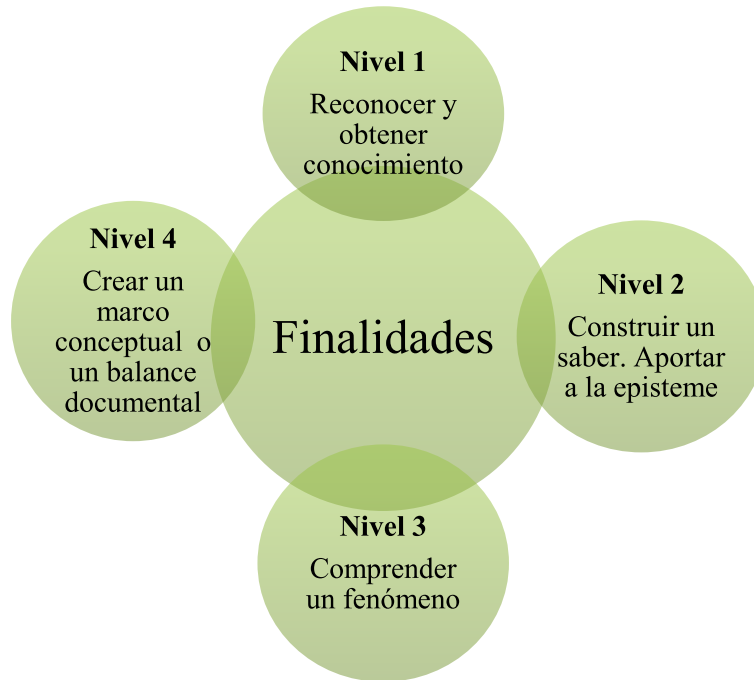 Nivel 1
Reconocer y
obtener
conocimiento
Nivel 4
Crear un
marco
conceptual o
un balance
documental
Finalidades
Nivel 2
Construir un
saber. Aportar
a la episteme
Nivel 3
Comprender
un fenómeno